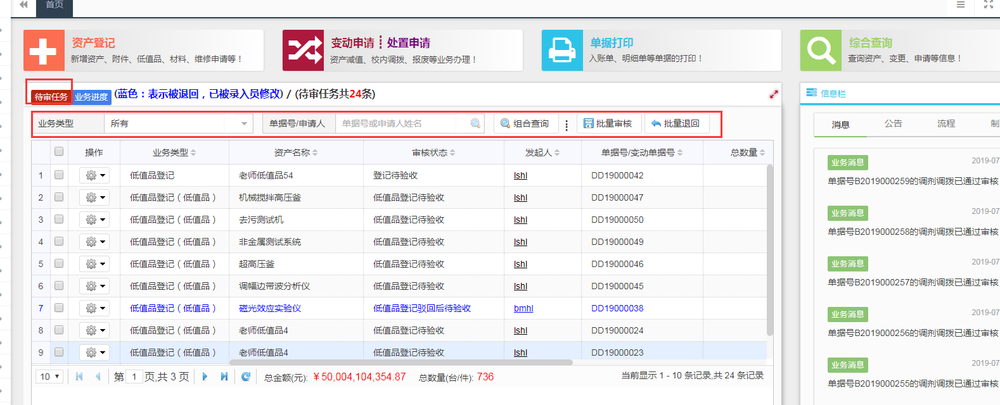 首页
资产登记
新增资产、附件、低值品、材料、维修申请等！
变动申请┊处置申请
资产减值、校内调拨、报废等业务办理！
单据打印
入账单、明细单等单据的打印！
综合查询
查询资产、变更、申请等信息！
待审任务 业务进度 (蓝色：表示被退回，已被录入员修改) / (待审任务共24条)
业务类型 所有 单据号/申请人 单据号或申请人姓名 组合查询 批量审核 批量退回
操作 业务类型 资产名称 审核状态 发起人 单据号/变动单据号 总数量
1 低值品登记 老师低值品54 登记待验收 lshl DD19000042
2 低值品登记（低值品） 机械搅拌高压釜 低值品登记待验收 lshl DD19000047
3 低值品登记（低值品） 去污测试机 低值品登记待验收 lshl DD19000050
4 低值品登记（低值品） 非金属测试系统 低值品登记待验收 lshl DD19000049
5 低值品登记（低值品） 超高压釜 低值品登记待验收 lshl DD19000046
6 低值品登记（低值品） 调幅边带波分析仪 低值品登记待验收 lshl DD19000045
7 低值品登记（低值品） 磁光效应实验仪 低值品登记驳回后待验收 bmhl DD19000038
8 低值品登记（低值品） 老师低值品4 低值品登记待验收 lshl DD19000024
9 低值品登记（低值品） 老师低值品4 低值品登记待验收 lshl DD19000023
10 第 1 页,共 3 页 总金额(元): ￥50,004,104,354.87 总数量(台/件): 736 当前显示 1 - 10 条记录,共 24 条记录
信息栏
消息 公告 流程 制
业务消息 2019-07
单据号B2019000259的调剂调拨已通过审核
业务消息 2019-07
单据号B2019000258的调剂调拨已通过审核
业务消息 2019-07
单据号B2019000257的调剂调拨已通过审核
业务消息 2019-07
单据号B2019000256的调剂调拨已通过审核
业务消息 2019-07
单据号B2019000255的调剂调拨已通过审核